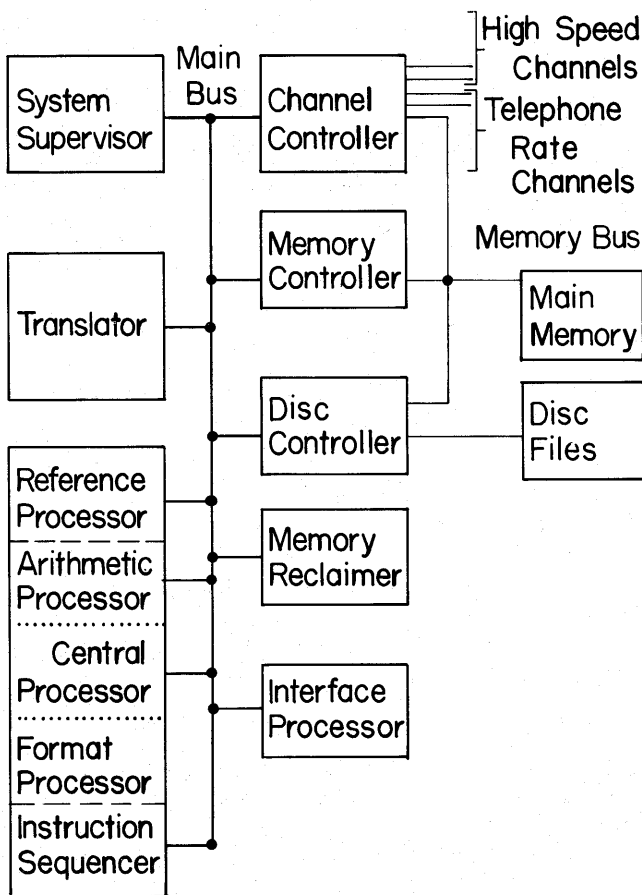 High Speed
Channels
Main
Bus
System
Supervisor
Channel
Controller
Telephone
Rate
Channels
Memory
Controller
Memory Bus
Translator
Main
Memory
Disc
Controller
Disc
Files
Reference
Processor
Memory
Reclaimer
Arithmetic
Processor
Central
Processor
Interface
Processor
Format
Processor
Instruction
Sequencer